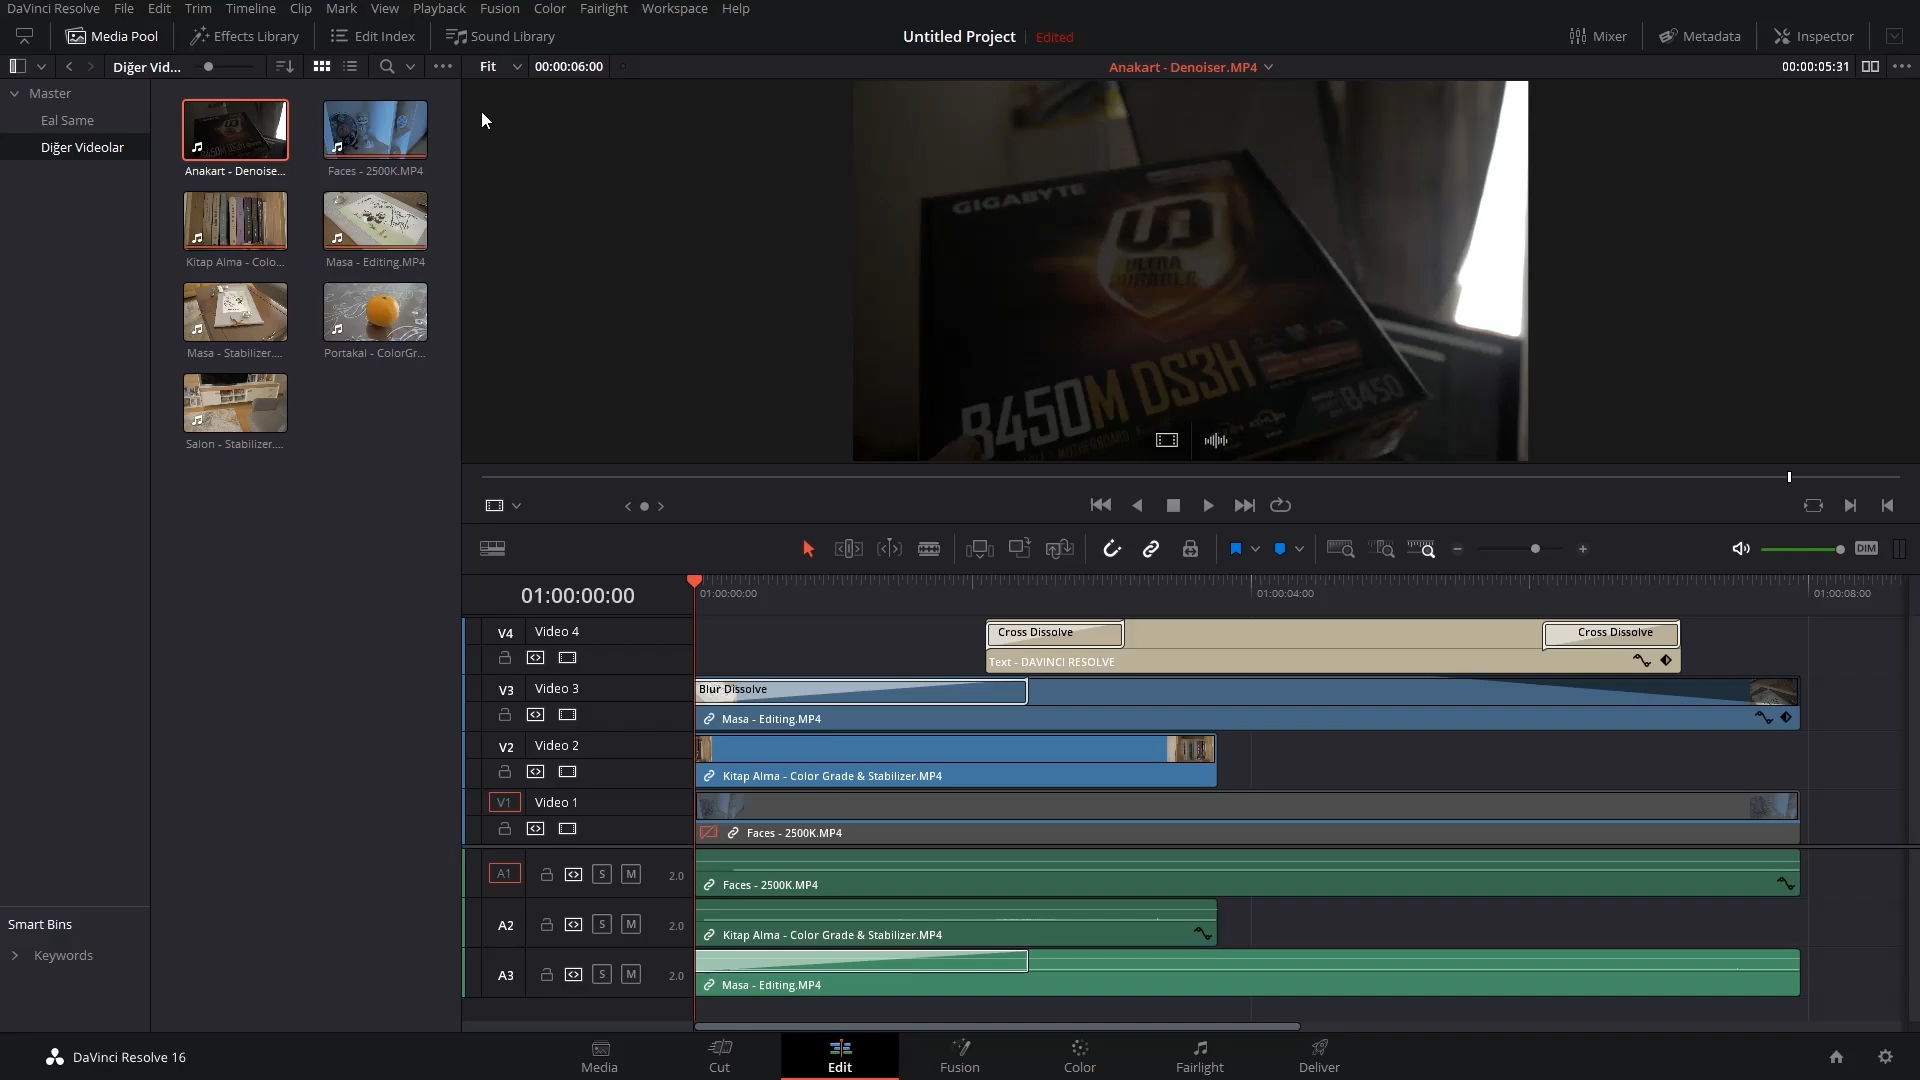 DaVinci Resolve File Edit Trim Timeline Clip Mark View Playback Fusion Color Fairlight Workspace Help
Media Pool Effects Library Edit Index Sound Library Untitled Project Edited Mixer Metadata Inspector
Diğer Vid... Fit 00:00:06:00 Anakart - Denoiser.MP4 00:00:05:31
Master
Eal Same
Diğer Videolar
Anakart - Denoise... Faces - 2500K.MP4
Kitap Alma - Colo... Masa - Editing.MP4
Masa - Stabilizer.... Portakal - ColorGr...
Salon - Stabilizer....
GIGABYTE
ULTRA
DURABLE
B450M DS3H
B450
DIM
01:00:00:00 01:00:00:00 01:00:04:00 01:00:08:00
V4 Video 4 Cross Dissolve Cross Dissolve
Text - DAVINCI RESOLVE
V3 Video 3 Blur Dissolve
Masa - Editing.MP4
V2 Video 2
Kitap Alma - Color Grade & Stabilizer.MP4
V1 Video 1
Faces - 2500K.MP4
A1 S M 2.0
Faces - 2500K.MP4
A2 S M 2.0
Kitap Alma - Color Grade & Stabilizer.MP4
A3 S M 2.0
Masa - Editing.MP4
Smart Bins
Keywords
DaVinci Resolve 16 Media Cut Edit Fusion Color Fairlight Deliver